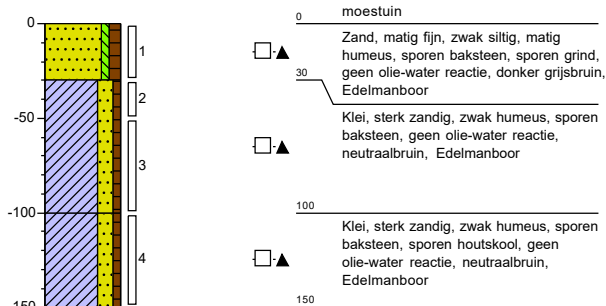 0
-50
-100
-150
1
2
3
4
0
moestuin
Zand, matig fijn, zwak siltig, matig
humeus, sporen baksteen, sporen grind,
geen olie-water reactie, donker grijsbruin,
Edelmanboor
30
Klei, sterk zandig, zwak humeus, sporen
baksteen, geen olie-water reactie,
neutraalbruin, Edelmanboor
100
Klei, sterk zandig, zwak humeus, sporen
baksteen, sporen houtskool, geen
olie-water reactie, neutraalbruin,
Edelmanboor
150